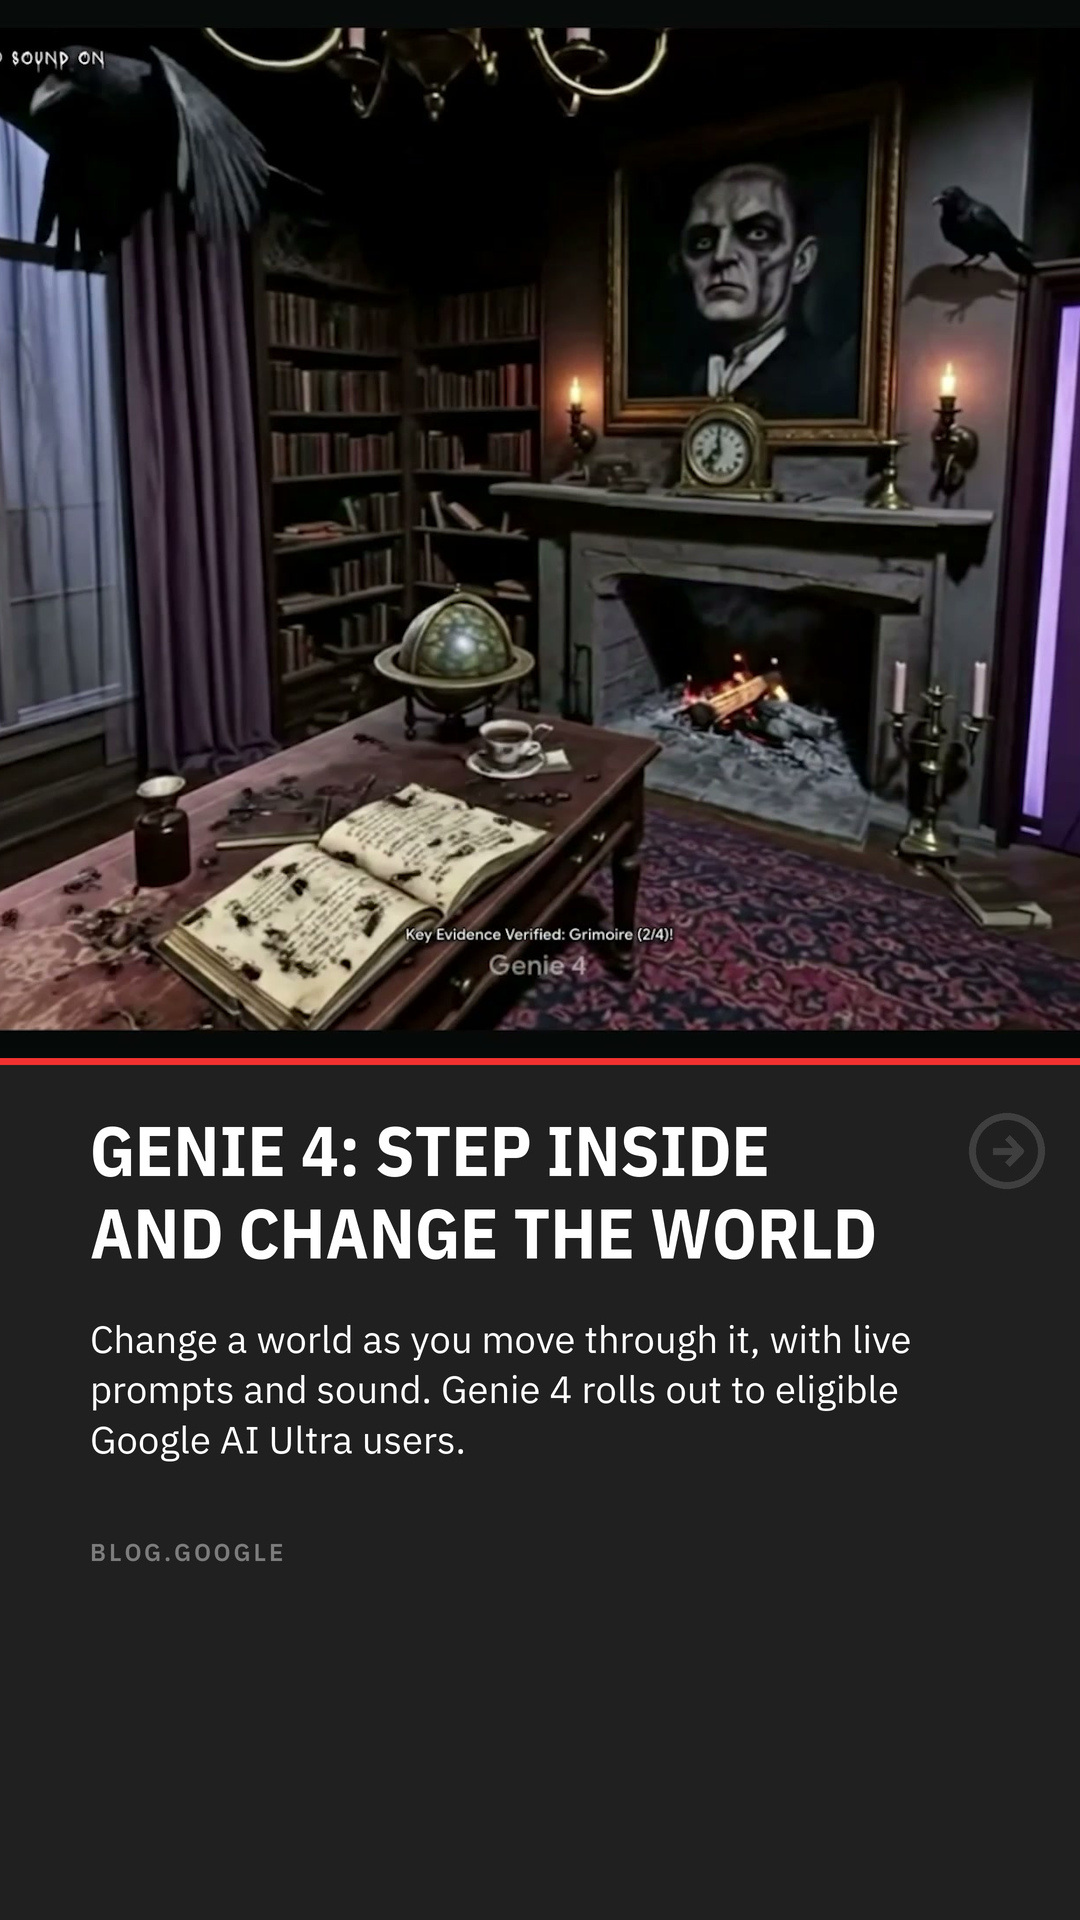 SOUND ON
Key Evidence Verified: Grimoire (2/4)!
Genie 4
GENIE 4: STEP INSIDE
AND CHANGE THE WORLD
Change a world as you move through it, with live
prompts and sound. Genie 4 rolls out to eligible
Google AI Ultra users.
BLOG.GOOGLE